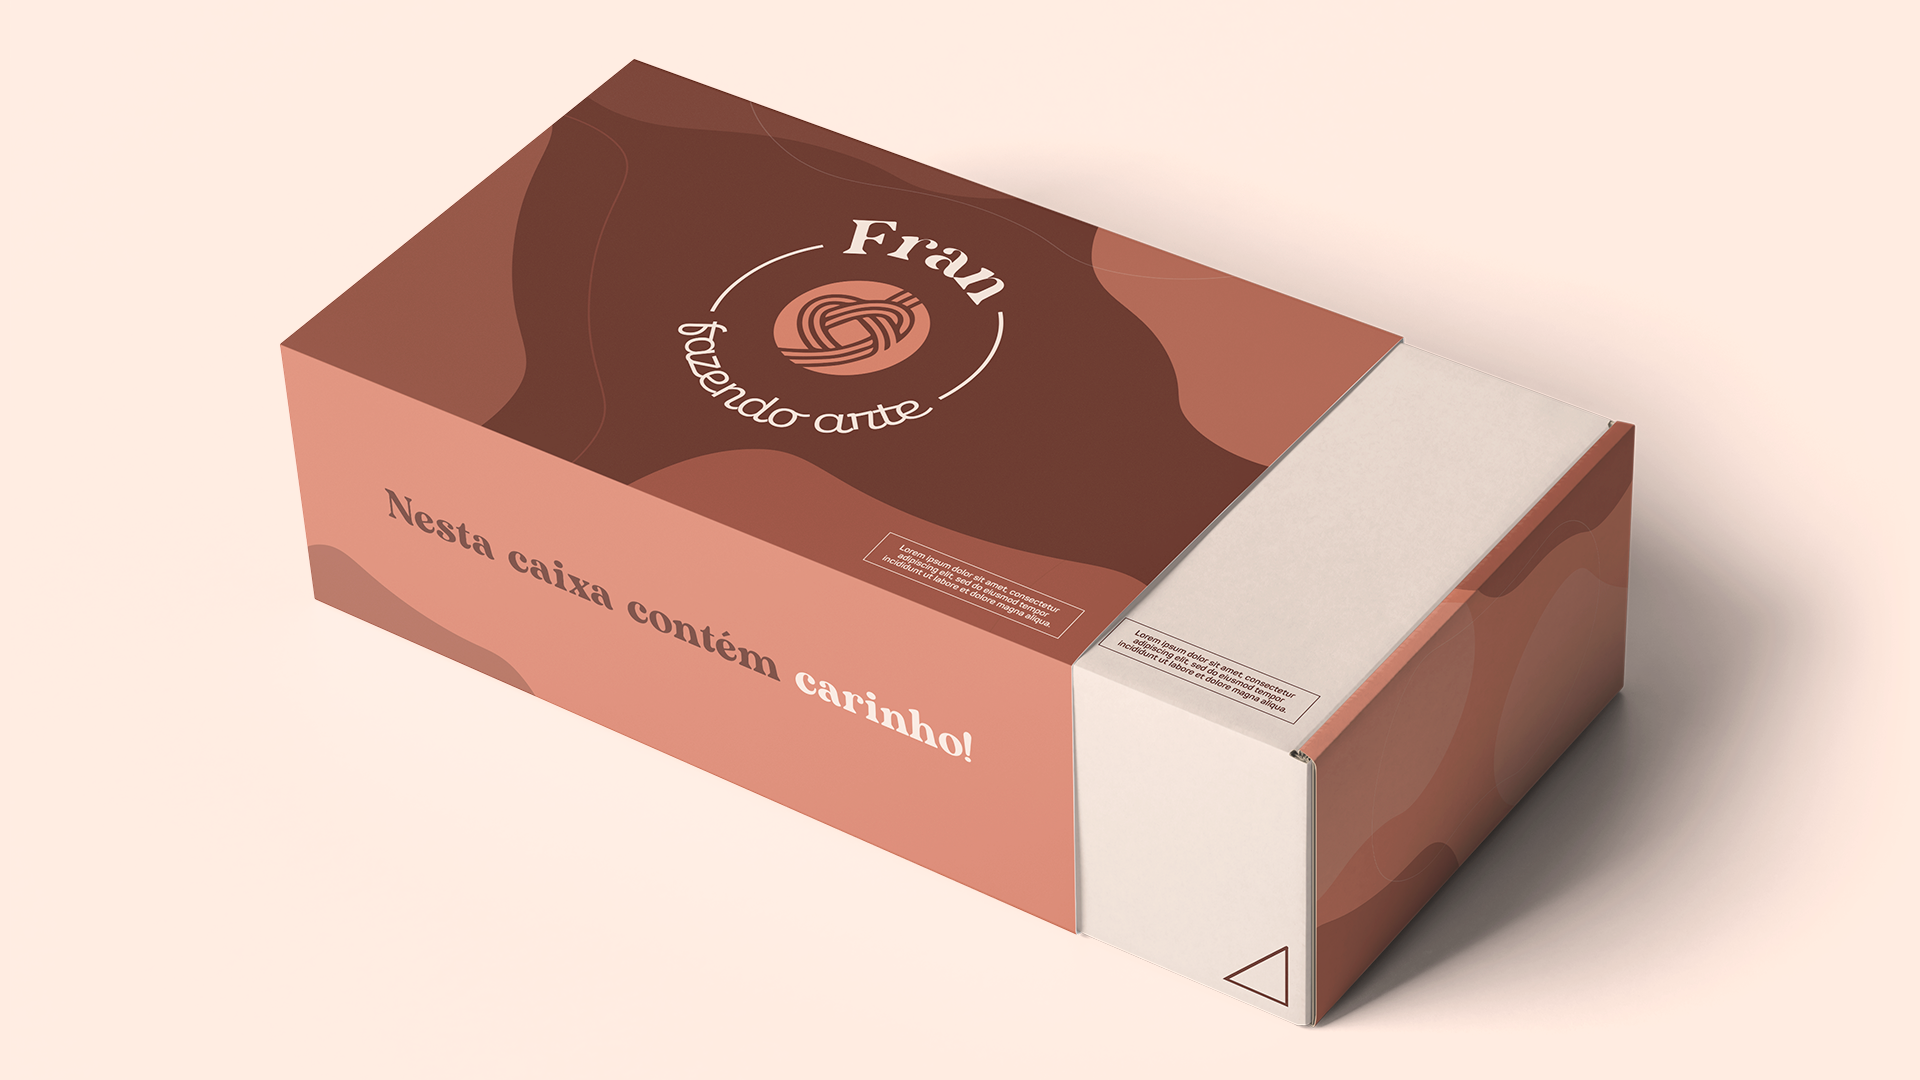 Fran
fazendo arte
Lorem ipsum dolor sit amet, consectetur
adipiscing elit, sed do eiusmod tempor
incididunt ut labore et dolore magna aliqua.
Nesta caixa contém carinho!
Lorem ipsum dolor sit amet, consectetur
adipiscing elit, sed do eiusmod tempor
incididunt ut labore et dolore magna aliqua.